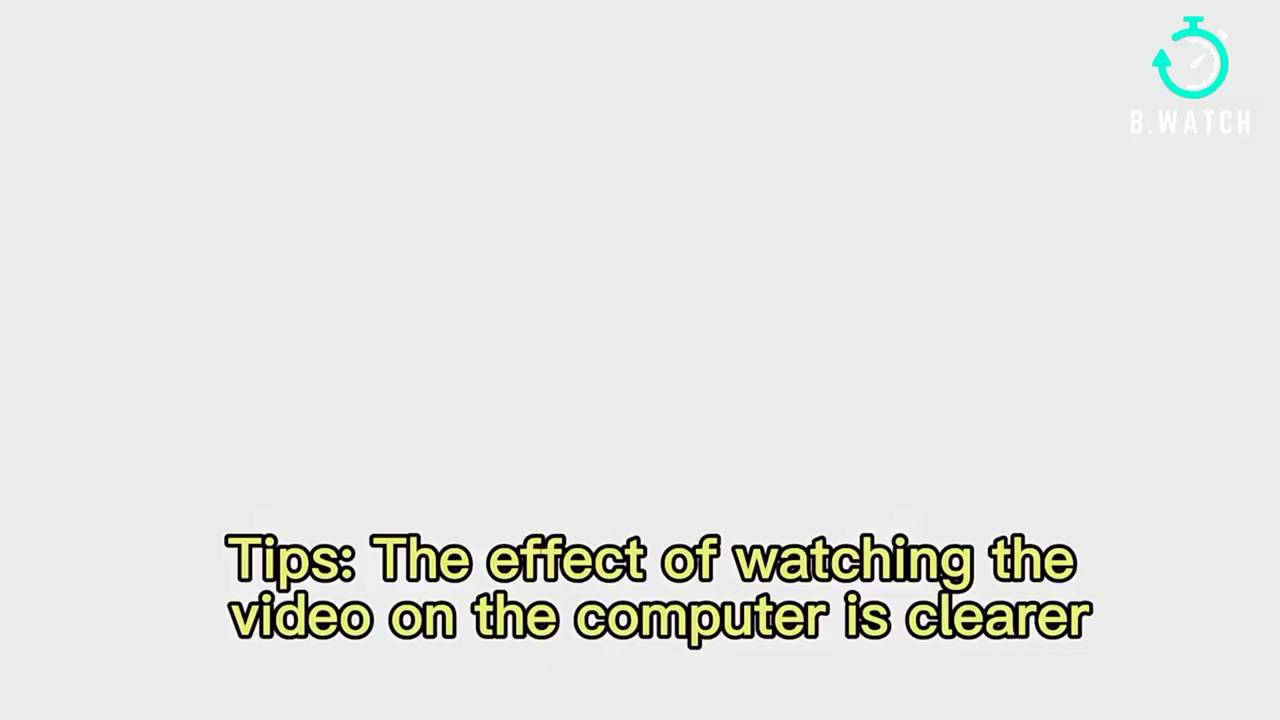 B.WATCH
Tips: The effect of watching the
video on the computer is clearer